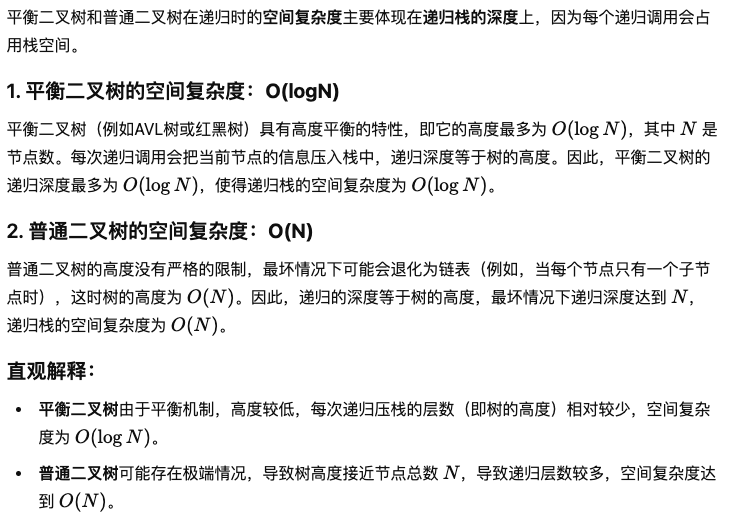 平衡二叉树和普通二叉树在递归时的空间复杂度主要体现在递归栈的深度上，因为每个递归调用会占
用栈空间。
1. 平衡二叉树的空间复杂度：O(logN)
平衡二叉树（例如AVL树或红黑树）具有高度平衡的特性，即它的高度最多为 O(log N)，其中 N 是
节点数。每次递归调用会把当前节点的信息压入栈中，递归深度等于树的高度。因此，平衡二叉树的
递归深度最多为 O(log N)，使得递归栈的空间复杂度为 O(log N)。
2. 普通二叉树的空间复杂度：O(N)
普通二叉树的高度没有严格的限制，最坏情况下可能会退化为链表（例如，当每个节点只有一个子节
点时），这时树的高度为 O(N)。因此，递归的深度等于树的高度，最坏情况下递归深度达到 N，
递归栈的空间复杂度为 O(N)。
直观解释：
• 平衡二叉树由于平衡机制，高度较低，每次递归压栈的层数（即树的高度）相对较少，空间复杂
度为 O(log N)。
• 普通二叉树可能存在极端情况，导致树高度接近节点总数 N，导致递归层数较多，空间复杂度达
到 O(N)。